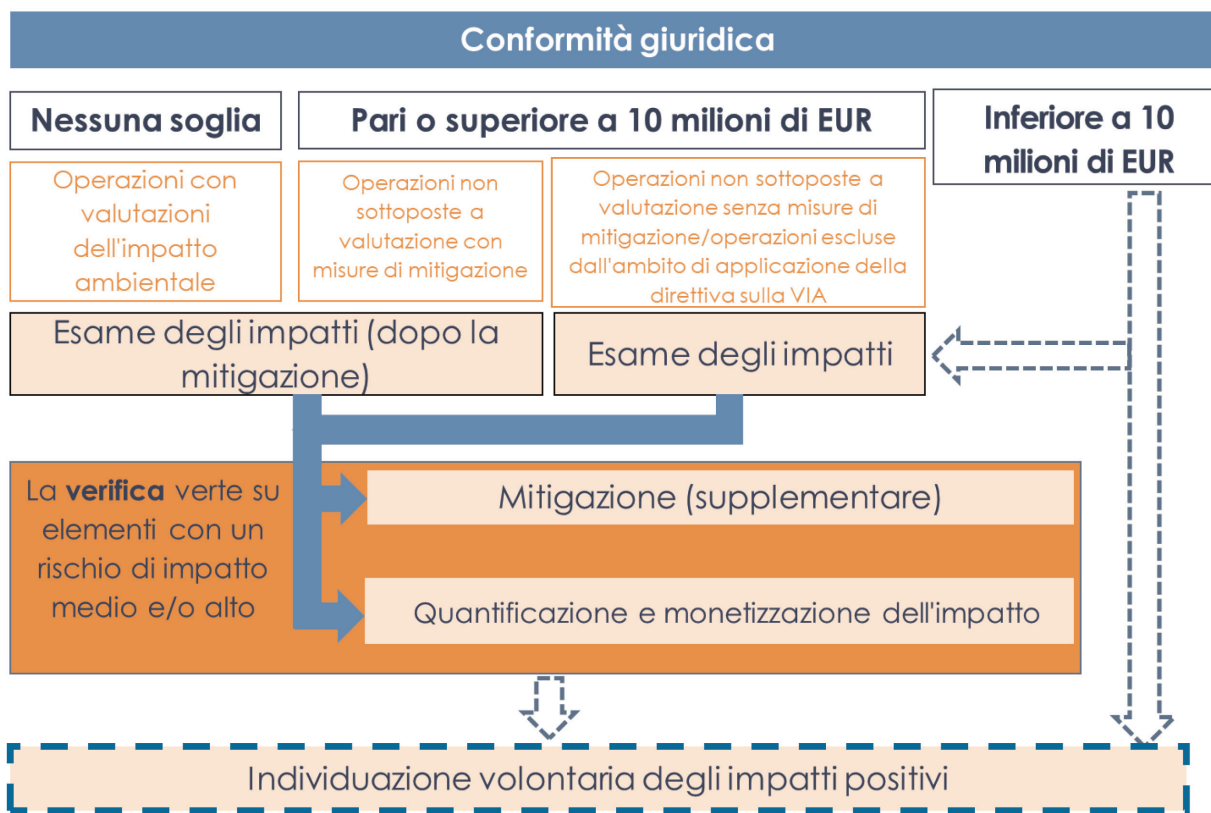 Conformità giuridica
Nessuna soglia
Pari o superiore a 10 milioni di EUR
Inferiore a 10
milioni di EUR
Operazioni con
valutazioni
dell'impatto
ambientale
Operazioni non
sottoposte a
valutazione con
misure di mitigazione
Operazioni non sottoposte a
valutazione senza misure di
mitigazione/operazioni escluse
dall'ambito di applicazione della
direttiva sulla VIA
Esame degli impatti (dopo la
mitigazione)
Esame degli impatti
La verifica verte su
elementi con un
rischio di impatto
medio e/o alto
Mitigazione (supplementare)
Quantificazione e monetizzazione dell'impatto
Individuazione volontaria degli impatti positivi